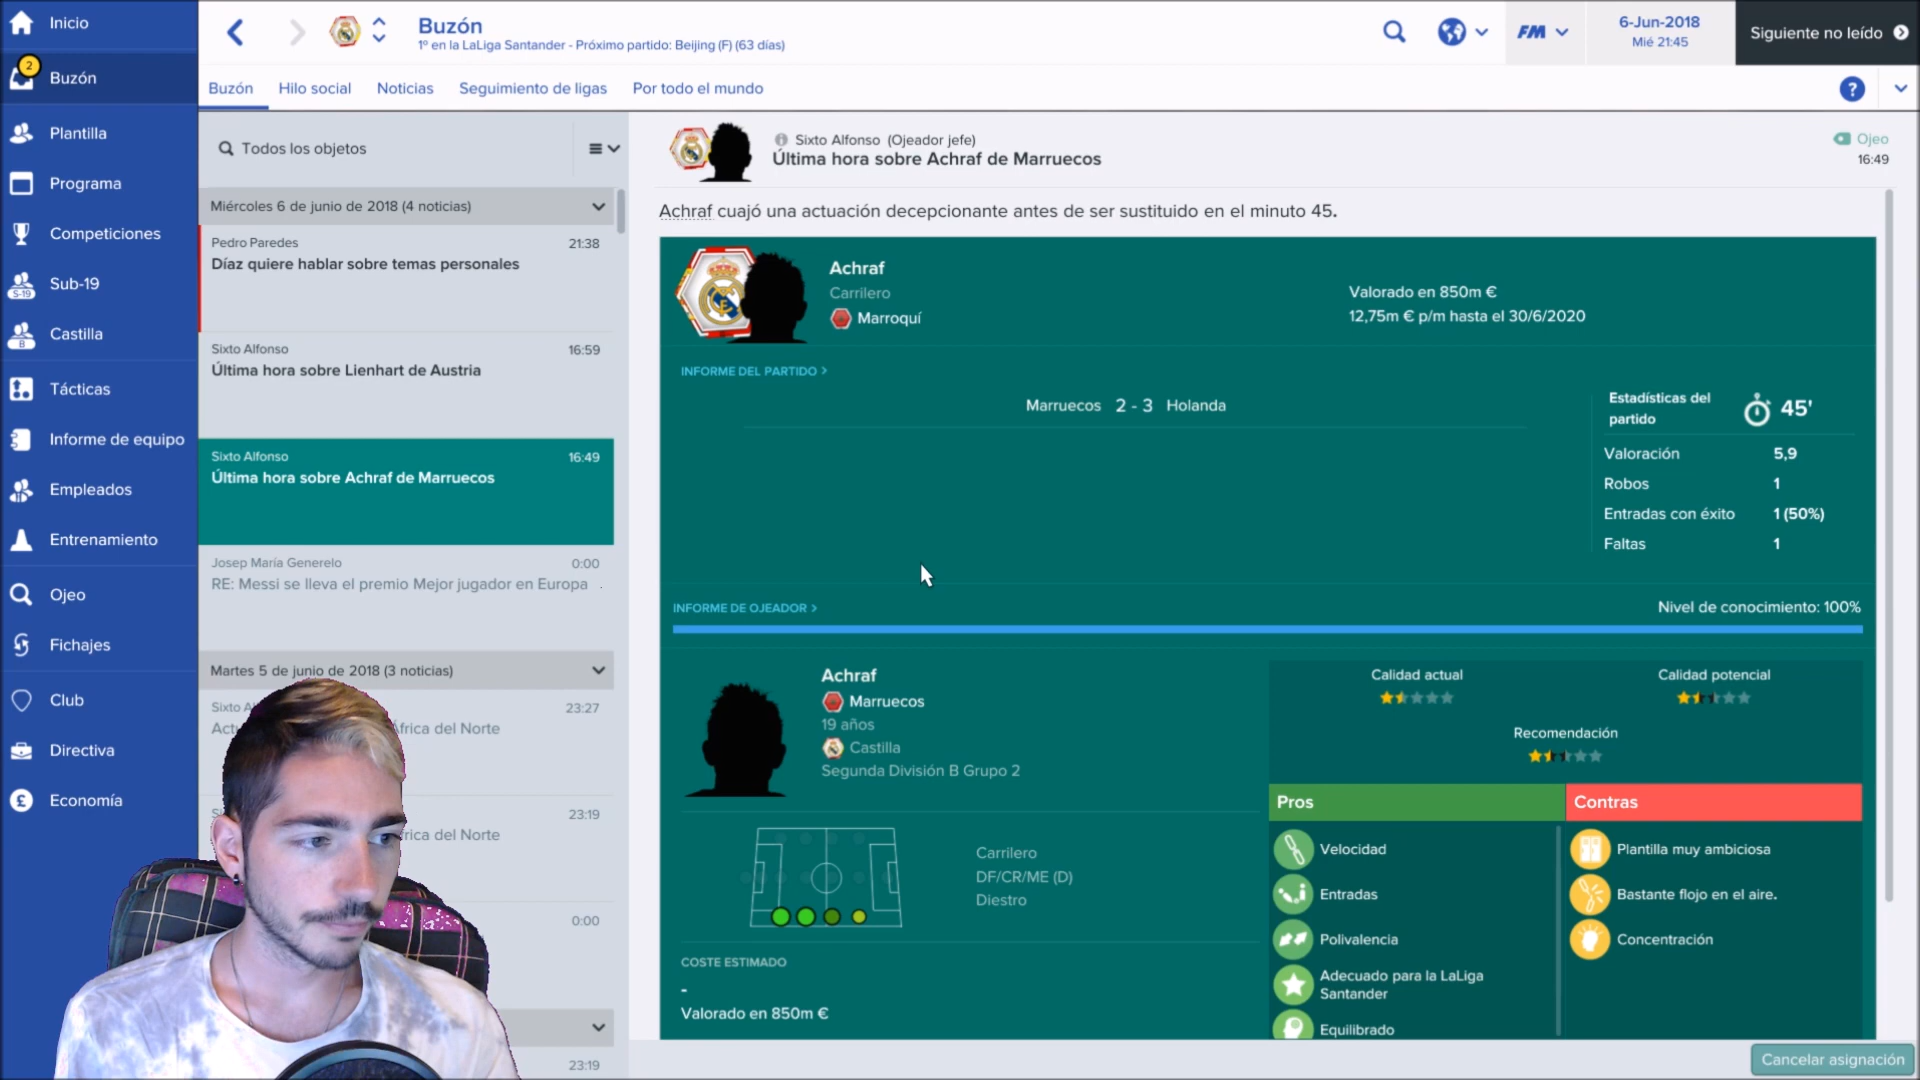 Inicio
2
Buzón
Plantilla
Programa
Competiciones
S-19
Sub-19
B
Castilla
Tácticas
Informe de equipo
Empleados
Entrenamiento
Ojeo
Fichajes
Club
Directiva
£
Economía
Buzón
1º en la LaLiga Santander - Próximo partido: Beijing (F) (63 días)
FM
6-Jun-2018
Mié 21:45
Siguiente no leído
Buzón
Hilo social
Noticias
Seguimiento de ligas
Por todo el mundo
?
Todos los objetos
Miércoles 6 de junio de 2018 (4 noticias)
Pedro Paredes 21:38
Díaz quiere hablar sobre temas personales
Sixto Alfonso 16:59
Última hora sobre Lienhart de Austria
Sixto Alfonso 16:49
Última hora sobre Achraf de Marruecos
Josep María Generelo 0:00
RE: Messi se lleva el premio Mejor jugador en Europa .
Martes 5 de junio de 2018 (3 noticias)
Sixto 23:27
África del Norte
23:19
del Norte
0:00
23:19
Sixto Alfonso (Ojeador jefe)
Última hora sobre Achraf de Marruecos
Ojeo
16:49
Achraf cuajó una actuación decepcionante antes de ser sustituido en el minuto 45.
Achraf
Carrilero
Marroquí
Valorado en 850m €
12,75m € p/m hasta el 30/6/2020
INFORME DEL PARTIDO >
Marruecos 2 - 3 Holanda
Estadísticas del
partido
45'
Valoración 5,9
Robos 1
Entradas con éxito 1 (50%)
Faltas 1
INFORME DE OJEADOR >
Nivel de conocimiento: 100%
Achraf
Marruecos
19 años
Castilla
Segunda División B Grupo 2
Calidad actual
Calidad potencial
Recomendación
Carrilero
DF/CR/ME (D)
Diestro
COSTE ESTIMADO
-
Valorado en 850m €
Pros
Velocidad
Entradas
Polivalencia
Adecuado para la LaLiga
Santander
Equilibrado
Contras
Plantilla muy ambiciosa
Bastante flojo en el aire.
Concentración
Cancelar asignación